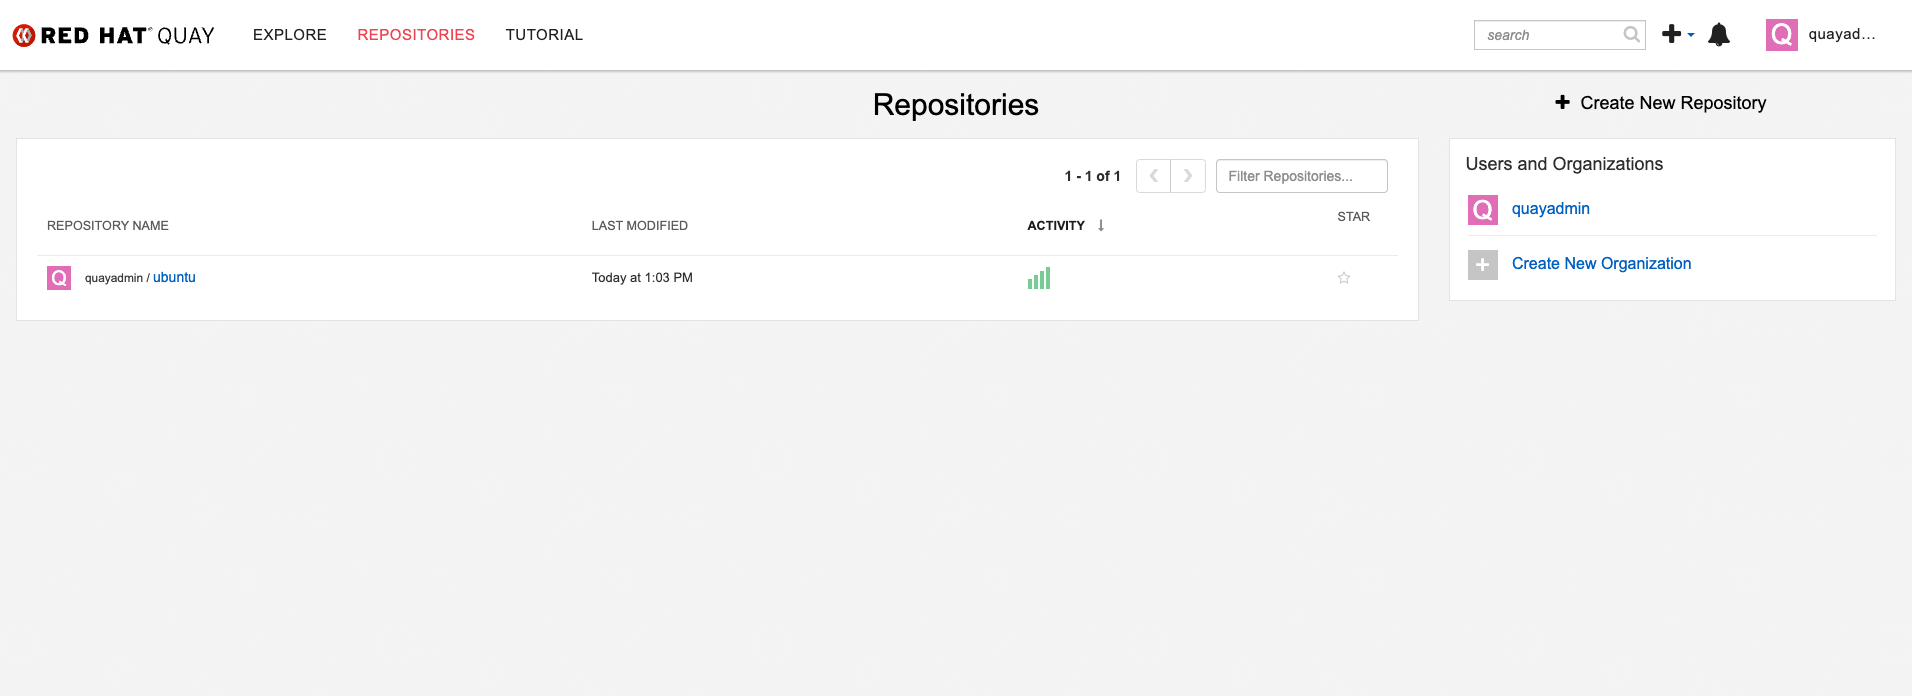 RED HAT QUAY EXPLORE REPOSITORIES TUTORIAL search Q quayad...
Repositories
+ Create New Repository
1 - 1 of 1 Filter Repositories...
REPOSITORY NAME LAST MODIFIED ACTIVITY ↓ STAR
Q quayadmin / ubuntu Today at 1:03 PM
Users and Organizations
Q quayadmin
+ Create New Organization